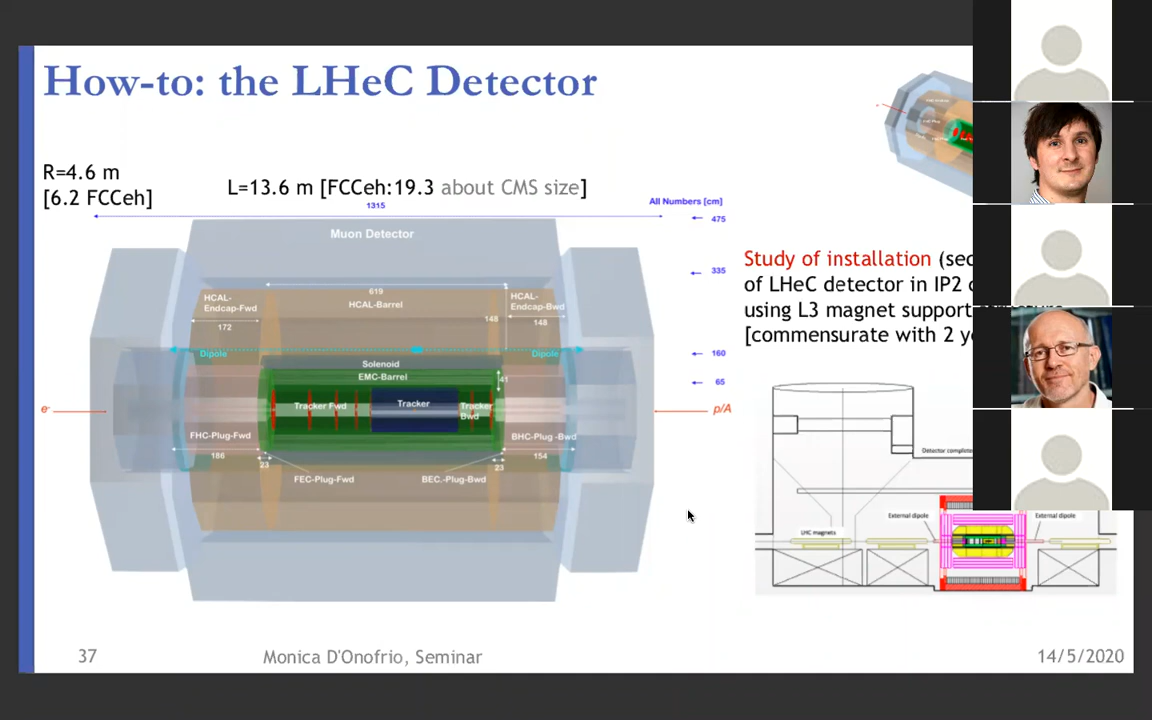 How-to: the LHeC Detector
R=4.6 m
[6.2 FCCeh]
L=13.6 m [FCCeh:19.3 about CMS size]
1315
All Numbers [cm]
475
Muon Detector
335
619
HCAL-
Endcap-Fwd
HCAL-Barrel
HCAL-
Endcap-Bwd
172
148
148
Dipole
Dipole
160
Solenoid
EMC-Barrel
41
65
Tracker Fwd
Tracker
Tracker
Bwd
e-
p/A
FHC-Plug-Fwd
BHC-Plug -Bwd
186
23
23
154
FEC-Plug-Fwd
BEC.-Plug-Bwd
Study of installation
of LHeC detector in IP2
using L3 magnet support
[commensurate with 2
Detector
External dipole
External dipole
LHC magnets
37
Monica D'Onofrio, Seminar
14/5/2020